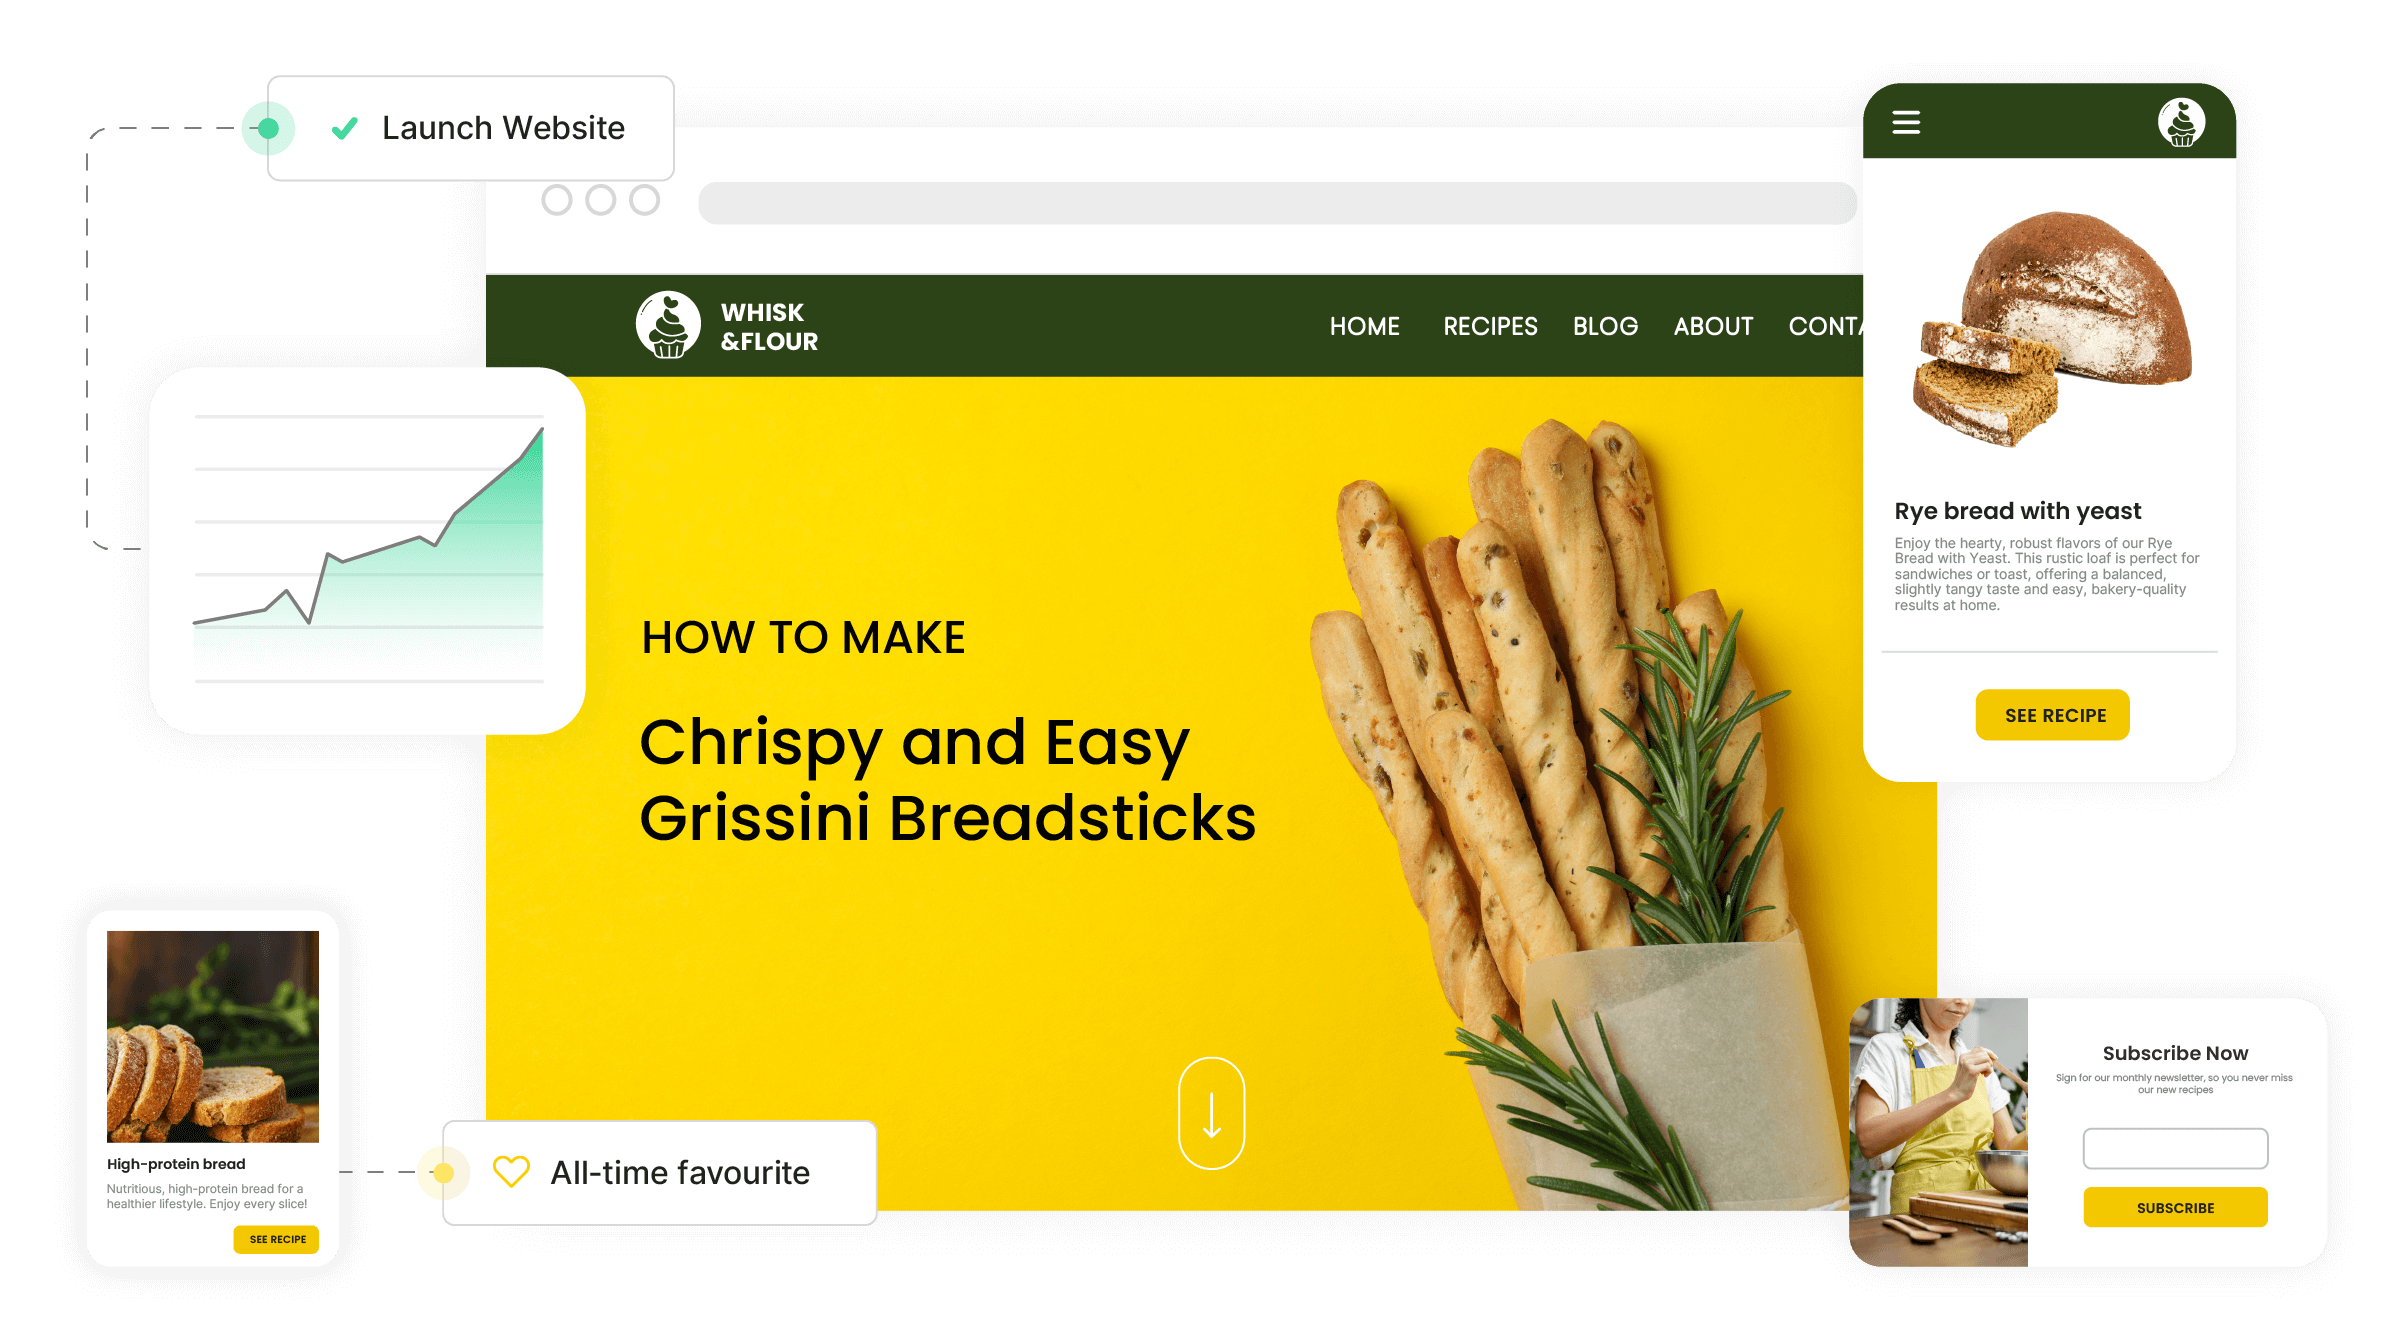 Launch Website
WHISK
&FLOUR
HOME RECIPES BLOG ABOUT
HOW TO MAKE
Chrispy and Easy
Grissini Breadsticks
Rye bread with yeast
Enjoy the hearty, robust flavors of our Rye
Bread with Yeast. This rustic loaf is perfect for
sandwiches or toast, offering a balanced,
slightly tangy taste and easy, bakery-quality
results at home.
SEE RECIPE
High-protein bread
Nutritious, high-protein bread for a
healthier lifestyle. Enjoy every slice!
SEE RECIPE
All-time favourite
Subscribe Now
Sign for our monthly newsletter, so you never miss
our new recipes
SUBSCRIBE